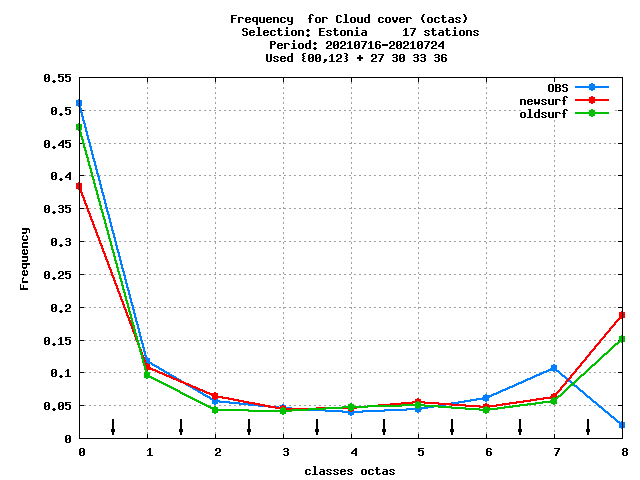 Frequency  for Cloud cover (octas)
Selection: Estonia     17 stations
Period: 20210716-20210724
Used {00,12} + 27 30 33 36
OBS
newsurf
oldsurf
0.55
0.5
0.45
0.4
0.35
0.3
0.25
0.2
0.15
0.1
0.05
0
Frequency
0 1 2 3 4 5 6 7 8
classes octas